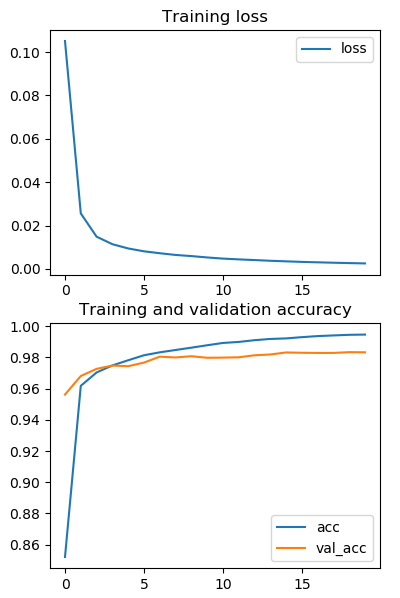 Training loss
loss
0.10
0.08
0.06
0.04
0.02
0.00
0 5 10 15
Training and validation accuracy
1.00
0.98
0.96
0.94
0.92
0.90
0.88
0.86
acc
val_acc
0 5 10 15